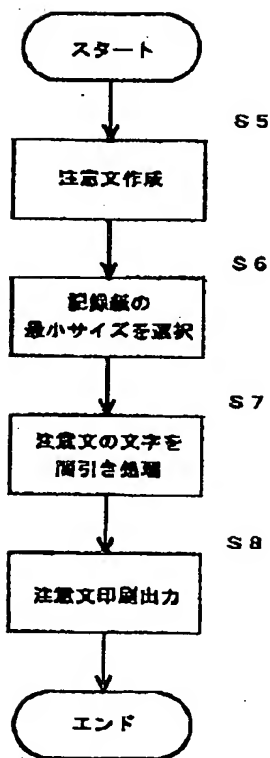 スタート
S5
注意文作成
S6
記録紙の
最小サイズを選択
S7
注意文の文字を
間引き処理
S8
注意文印刷出力
エンド